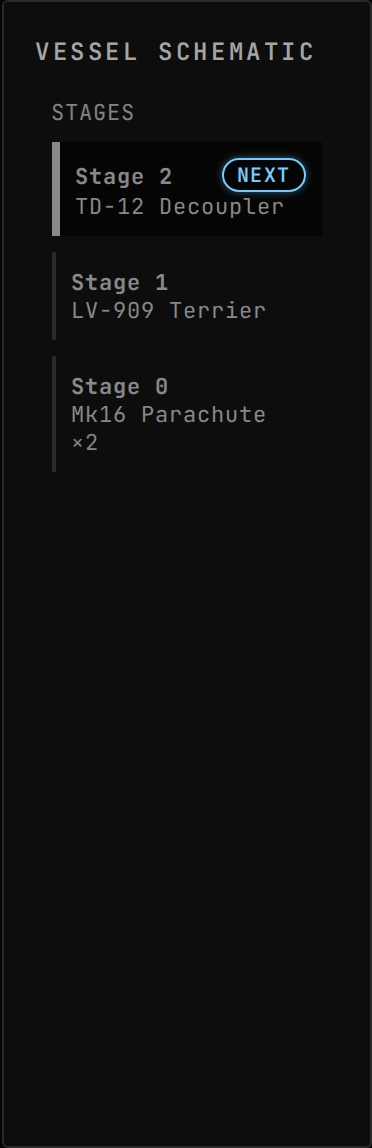 VESSEL SCHEMATIC
STAGES
Stage 2 NEXT
TD-12 Decoupler
Stage 1
LV-909 Terrier
Stage 0
Mk16 Parachute
×2